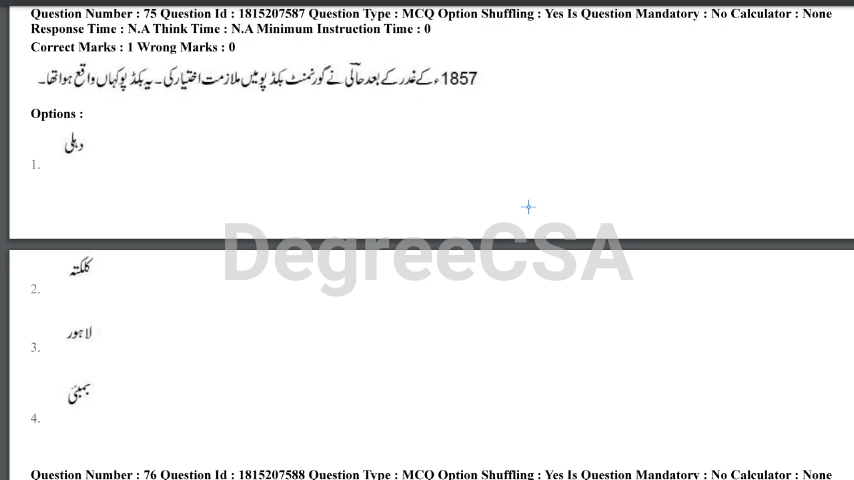 Question Number : 75 Question Id : 1815207587 Question Type : MCQ Option Shuffling : Yes Is Question Mandatory : No Calculator : None
Response Time : N.A Think Time : N.A Minimum Instruction Time : 0
Correct Marks : 1 Wrong Marks : 0
1857ء کے غدر کے بعد حالؔی نے گورنمنٹ بکڈپو میں ملازمت اختیار کی۔ یہ بکڈپو کہاں واقع ہوا تھا۔
Options :
دہلی
1.
DegreeCSA
کلکتہ
2.
لاہور
3.
بمبئی
4.
Question Number : 76 Question Id : 1815207588 Question Type : MCQ Option Shuffling : Yes Is Question Mandatory : No Calculator : None